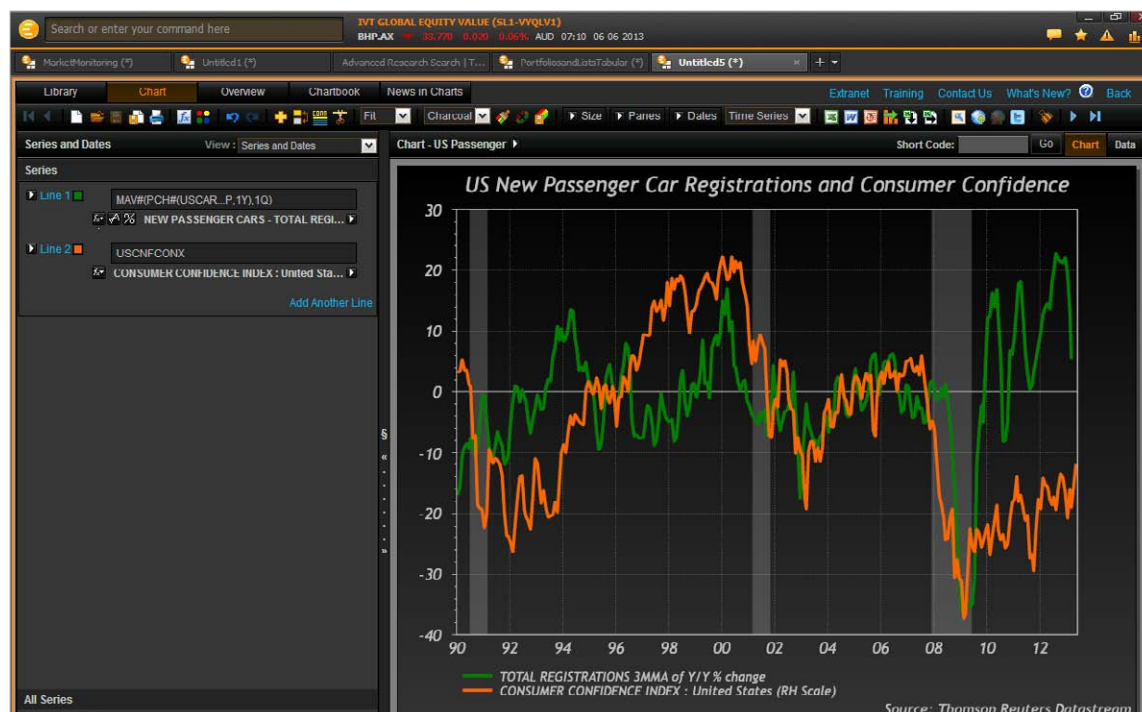 IVT GLOBAL EQUITY VALUE (SL1-VYQLV1)
Search or enter your command here
BHP.AX 33.770 0.020 0.06% AUD 07:10 06 06 2013
MarketMonitoring (*) Untitled1 (*) Advanced Research Search | T... PortfoliosandListsTabular (*) Untitled5 (*)
Library Chart Overview Chartbook News in Charts Extranet Training Contact Us What's New? Back
Fit Charcoal Size Panes Dates Time Series
Series and Dates View : Series and Dates Chart - US Passenger Short Code: Go Chart Data
Series
Line 1 MAV#(PCH#(USCAR...P,1Y),1Q)
NEW PASSENGER CARS - TOTAL REGI...
Line 2 USCNFCONX
CONSUMER CONFIDENCE INDEX : United Sta...
Add Another Line
All Series
US New Passenger Car Registrations and Consumer Confidence
30
20
10
0
-10
-20
-30
-40
90 92 94 96 98 00 02 04 06 08 10 12
TOTAL REGISTRATIONS 3MMA of Y/Y % change
CONSUMER CONFIDENCE INDEX : United States (RH Scale)
Source: Thomson Reuters Datastream